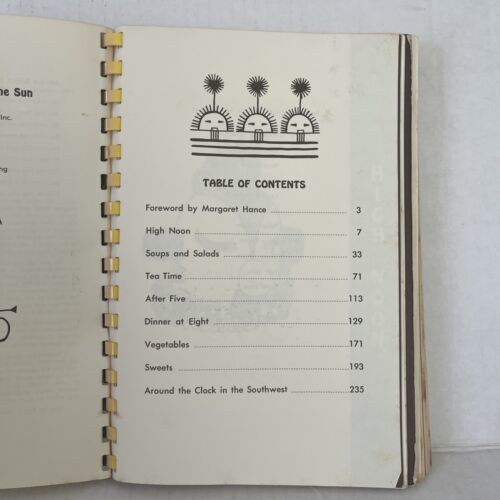 ne Sun
Inc.
ng
A
TABLE OF CONTENTS
Foreword by Margaret Hance 3
High Noon 7
Soups and Salads 33
Tea Time 71
After Five 113
Dinner at Eight 129
Vegetables 171
Sweets 193
Around the Clock in the Southwest 235
HIGH NOON